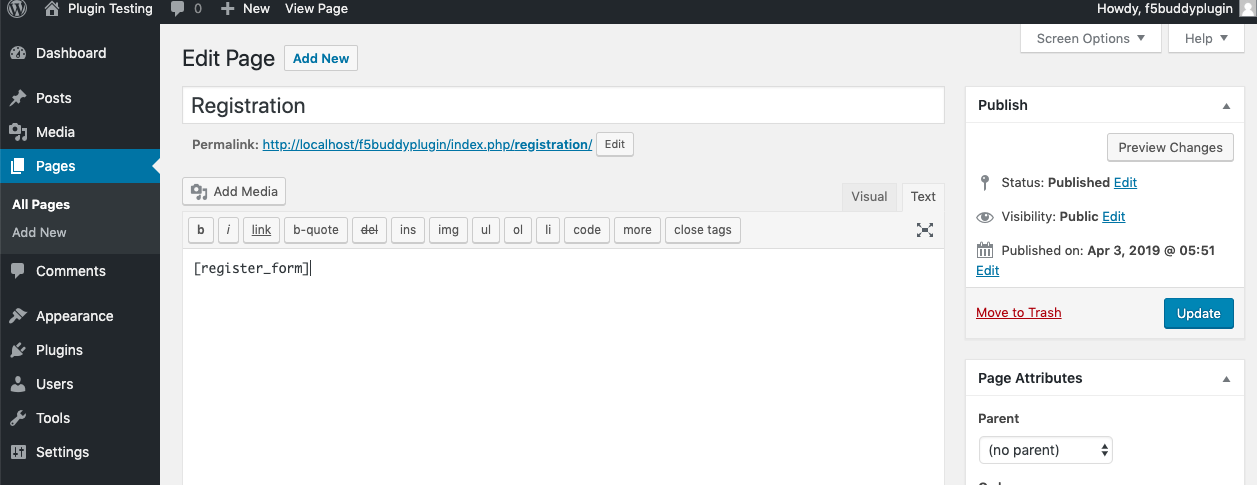 Plugin Testing 0 New View Page Howdy, f5buddyplugin
Screen Options Help
Dashboard
Posts
Media
Pages
All Pages
Add New
Comments
Appearance
Plugins
Users
Tools
Settings
Edit Page Add New
Registration
Permalink: http://localhost/f5buddyplugin/index.php/registration/ Edit
Add Media
Visual Text
b i link b-quote del ins img ul ol li code more close tags
[register_form]
Publish
Preview Changes
Status: Published Edit
Visibility: Public Edit
Published on: Apr 3, 2019 @ 05:51
Edit
Move to Trash Update
Page Attributes
Parent
(no parent)